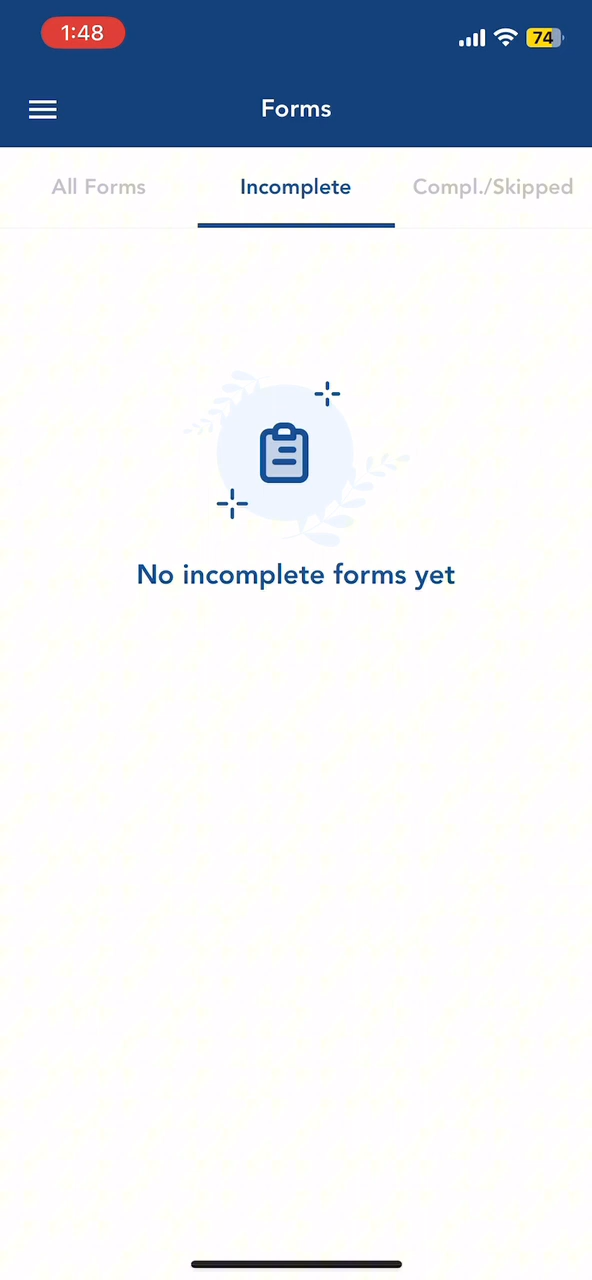 1:48
74
Forms
All Forms
Incomplete
Compl./Skipped
No incomplete forms yet